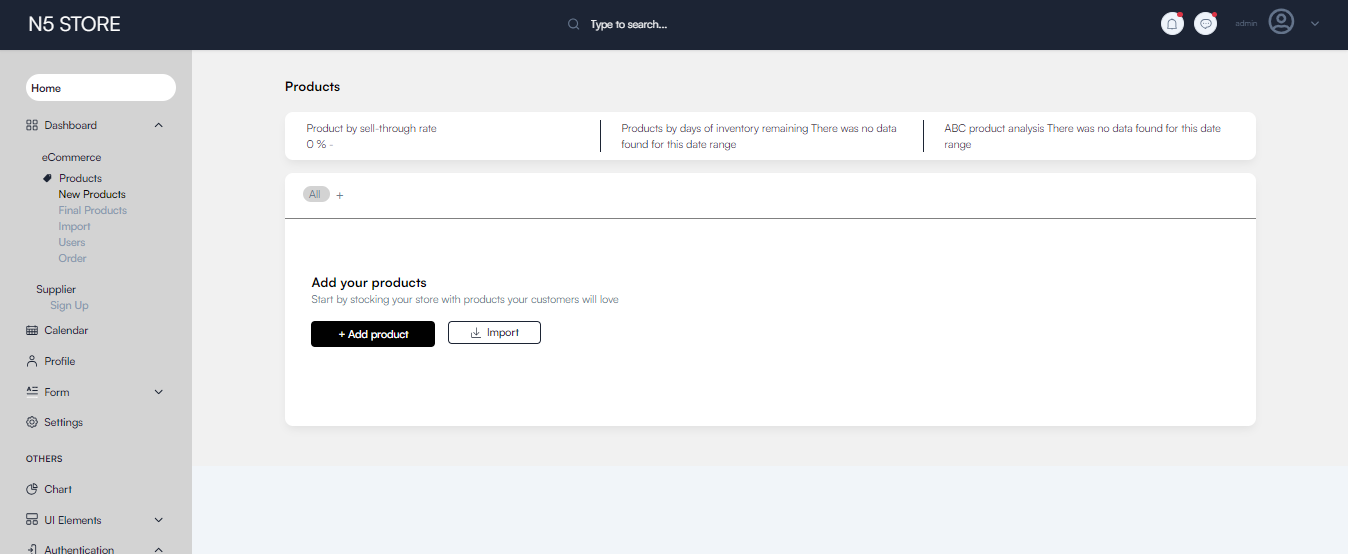 N5 STORE
Type to search...
admin
Home
Dashboard
eCommerce
Products
New Products
Final Products
Import
Users
Order
Supplier
Sign Up
Calendar
Profile
Form
Settings
OTHERS
Chart
UI Elements
Authentication
Products
Product by sell-through rate
0 % -
Products by days of inventory remaining There was no data
found for this date range
ABC product analysis There was no data found for this date
range
All +
Add your products
Start by stocking your store with products your customers will love
+ Add product
Import